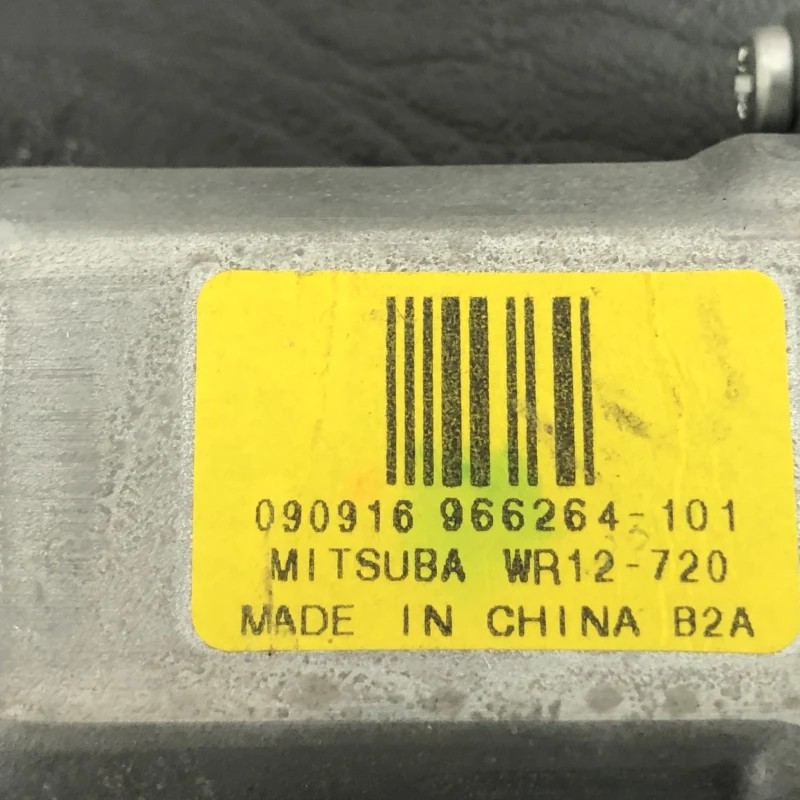 090916 966264-101
MITSUBA WR12-720
MADE IN CHINA B2A